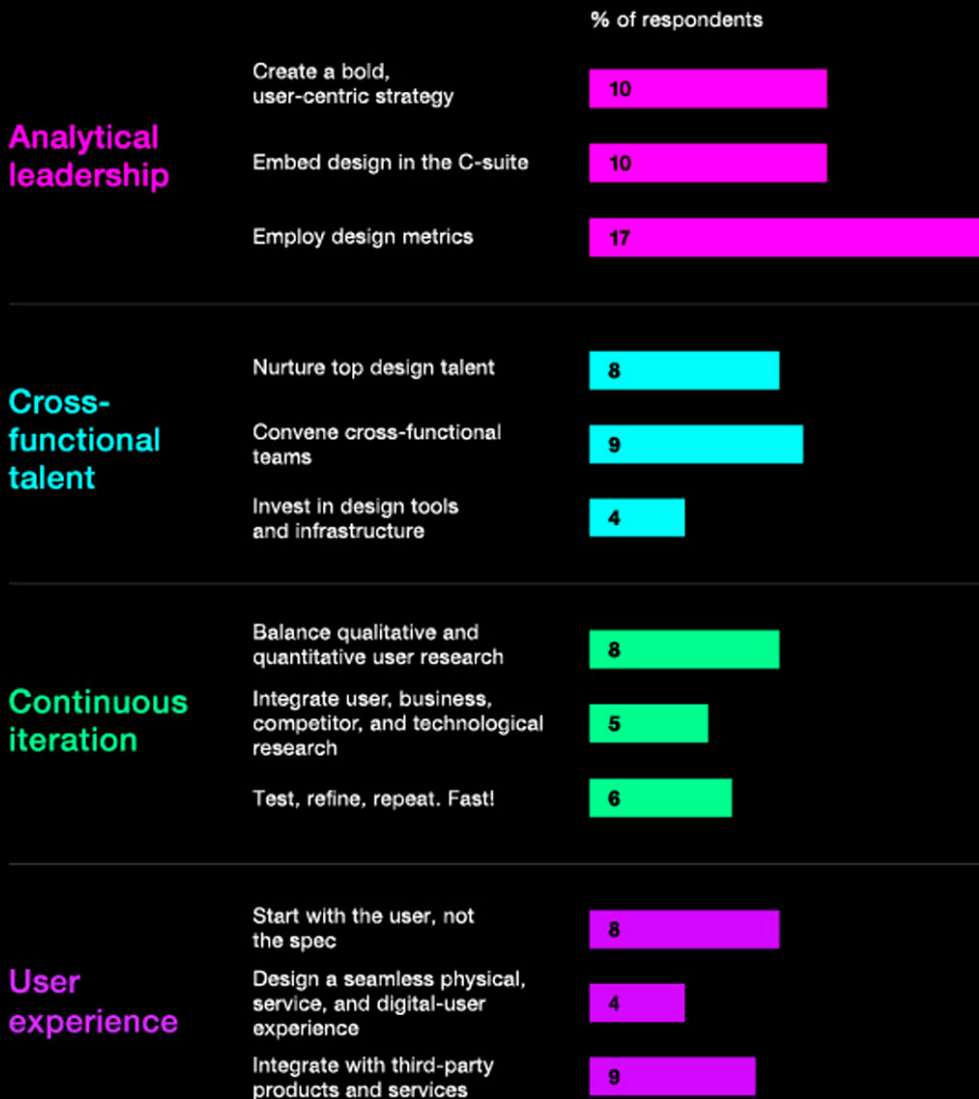 % of respondents
Analytical
leadership
Create a bold,
user-centric strategy
10
Embed design in the C-suite
10
Employ design metrics
17
Cross-
functional
talent
Nurture top design talent
8
Convene cross-functional
teams
9
Invest in design tools
and infrastructure
4
Continuous
iteration
Balance qualitative and
quantitative user research
8
Integrate user, business,
competitor, and technological
research
5
Test, refine, repeat. Fast!
6
User
experience
Start with the user, not
the spec
8
Design a seamless physical,
service, and digital-user
experience
4
Integrate with third-party
products and services
9